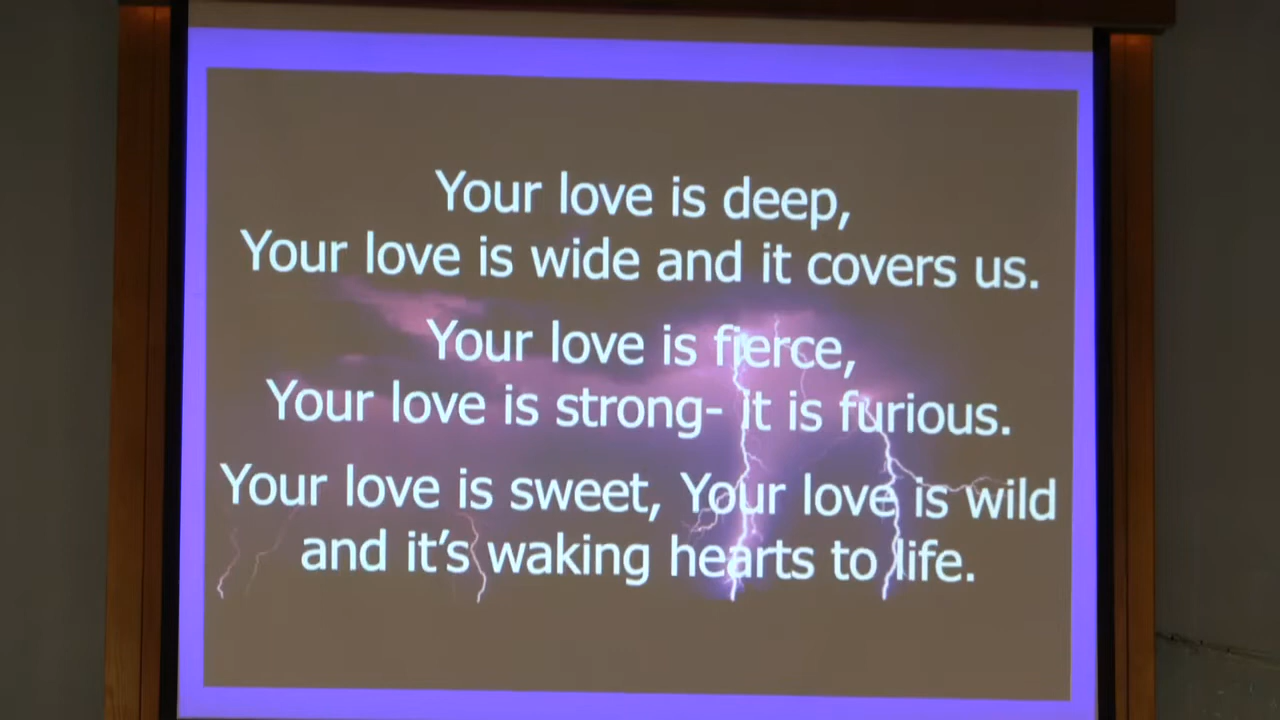 Your love is deep,
Your love is wide and it covers us.
Your love is fierce,
Your love is strong- it is furious.
Your love is sweet, Your love is wild
and it's waking hearts to life.